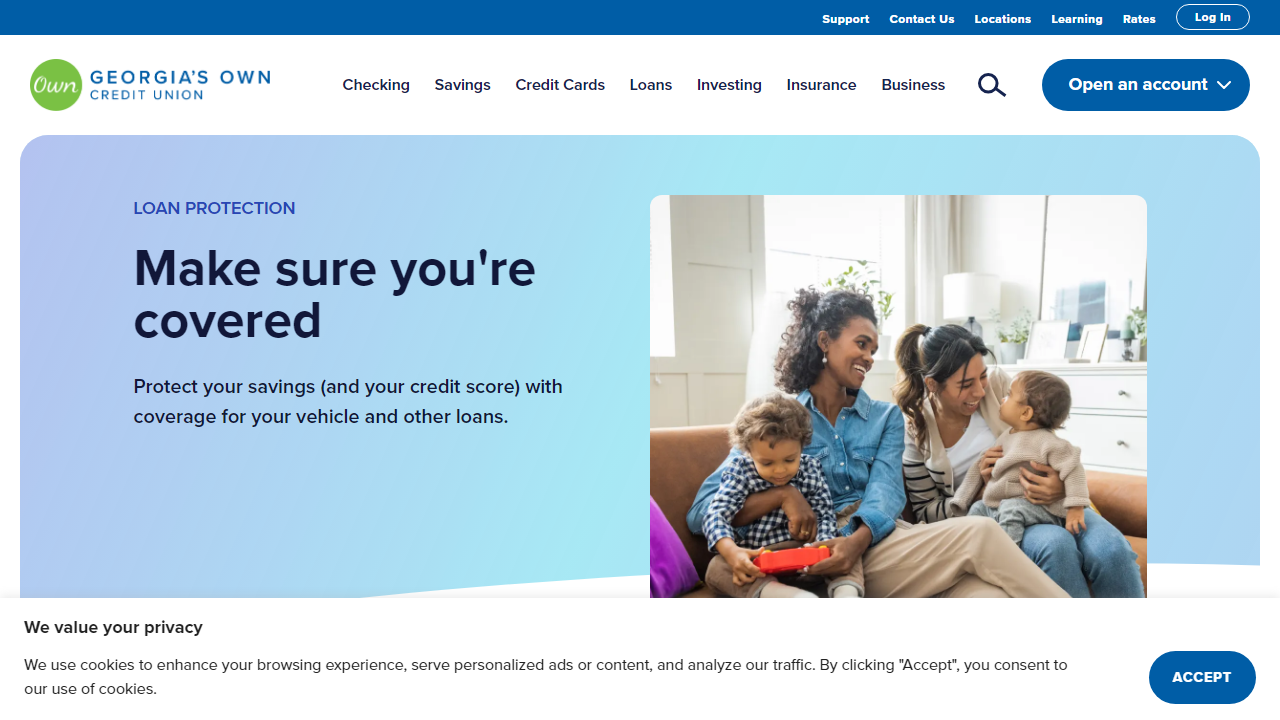 Support Contact Us Locations Learning Rates Log In
Own GEORGIA'S OWN
CREDIT UNION
Checking Savings Credit Cards Loans Investing Insurance Business Open an account
LOAN PROTECTION
Make sure you're
covered
Protect your savings (and your credit score) with
coverage for your vehicle and other loans.
We value your privacy
We use cookies to enhance your browsing experience, serve personalized ads or content, and analyze our traffic. By clicking "Accept", you consent to
our use of cookies.
ACCEPT